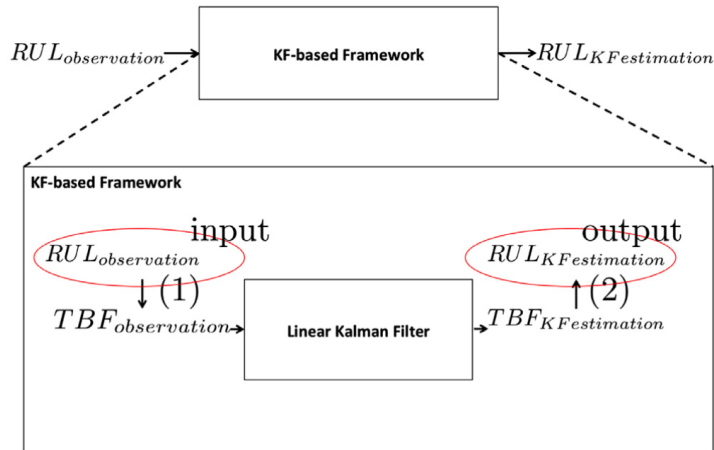 RUL_observation KF-based Framework RUL_KFestimation
KF-based Framework
input output
RUL_observation RUL_KFestimation
(1) (2)
TBF_observation Linear Kalman Filter TBF_KFestimation